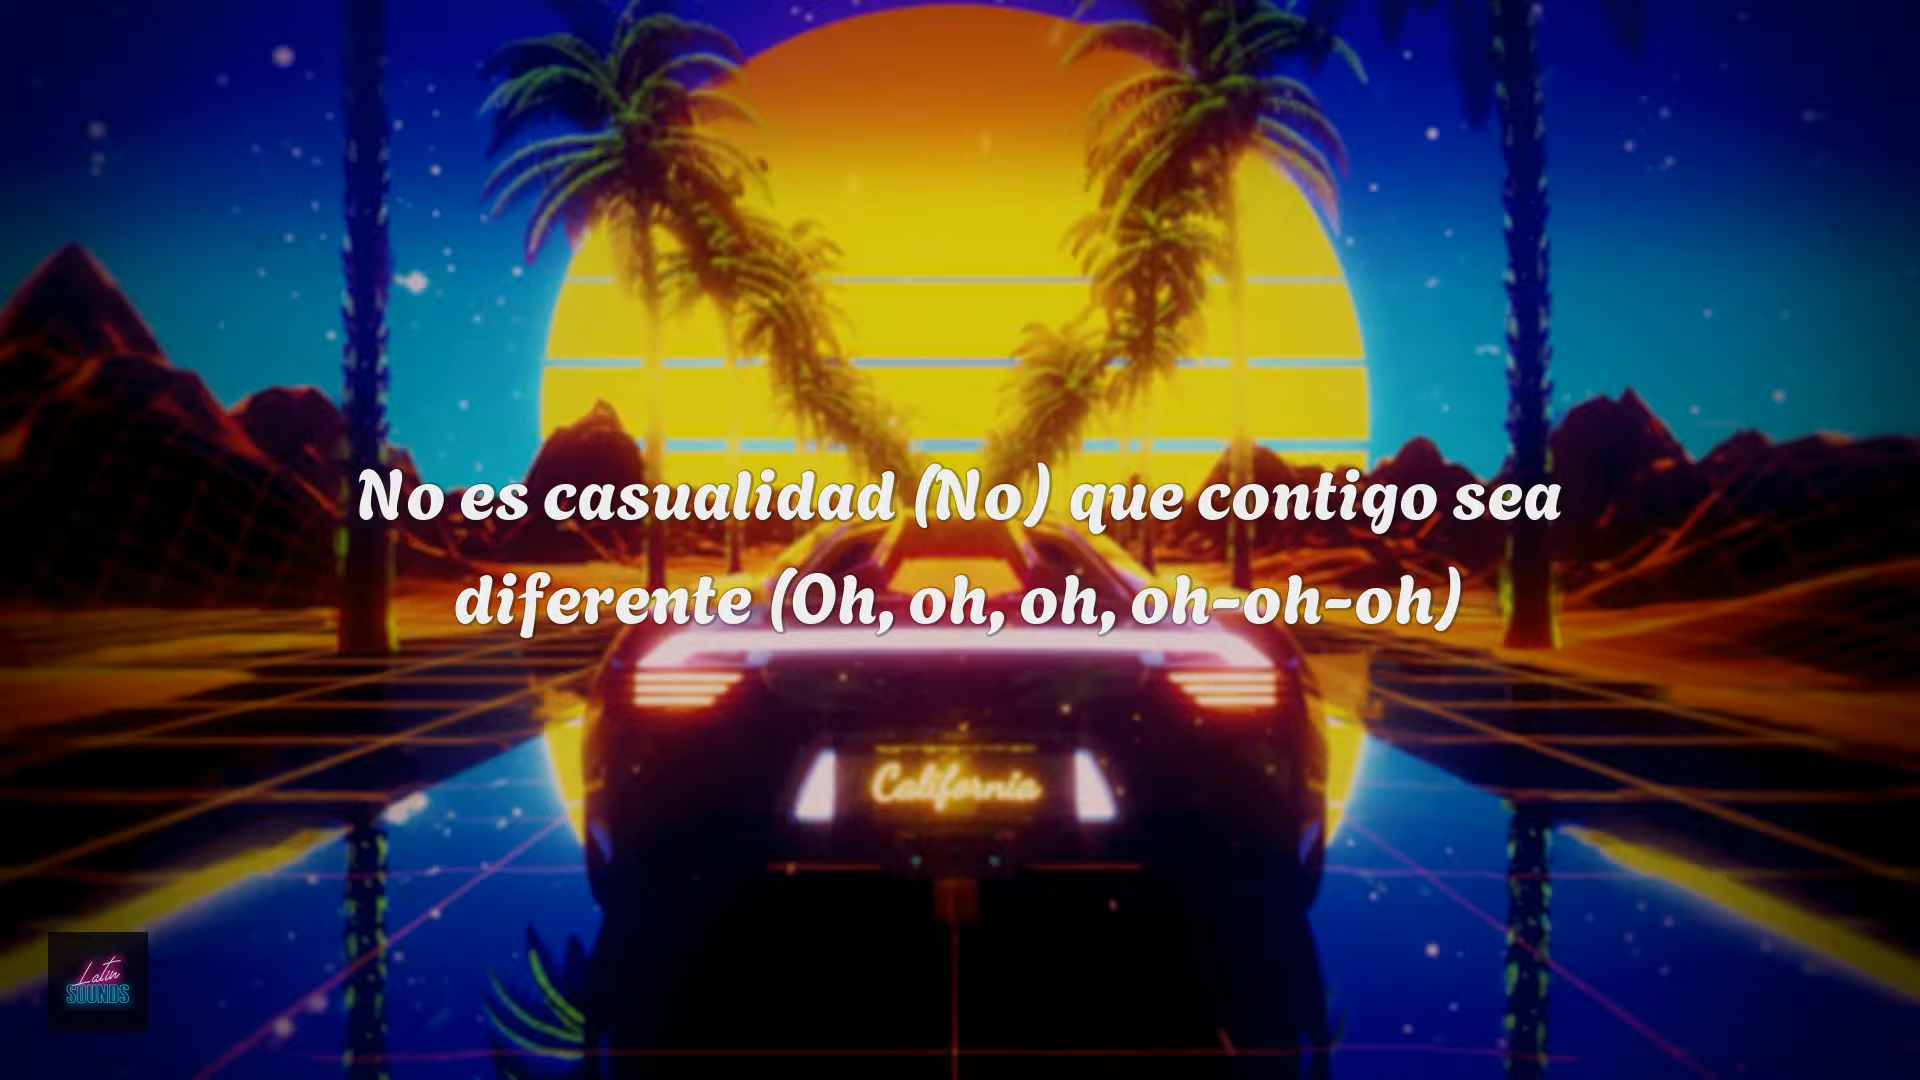 No es casualidad (No) que contigo sea
diferente (Oh, oh, oh, oh-oh-oh)
California
Latin
SOUNDS